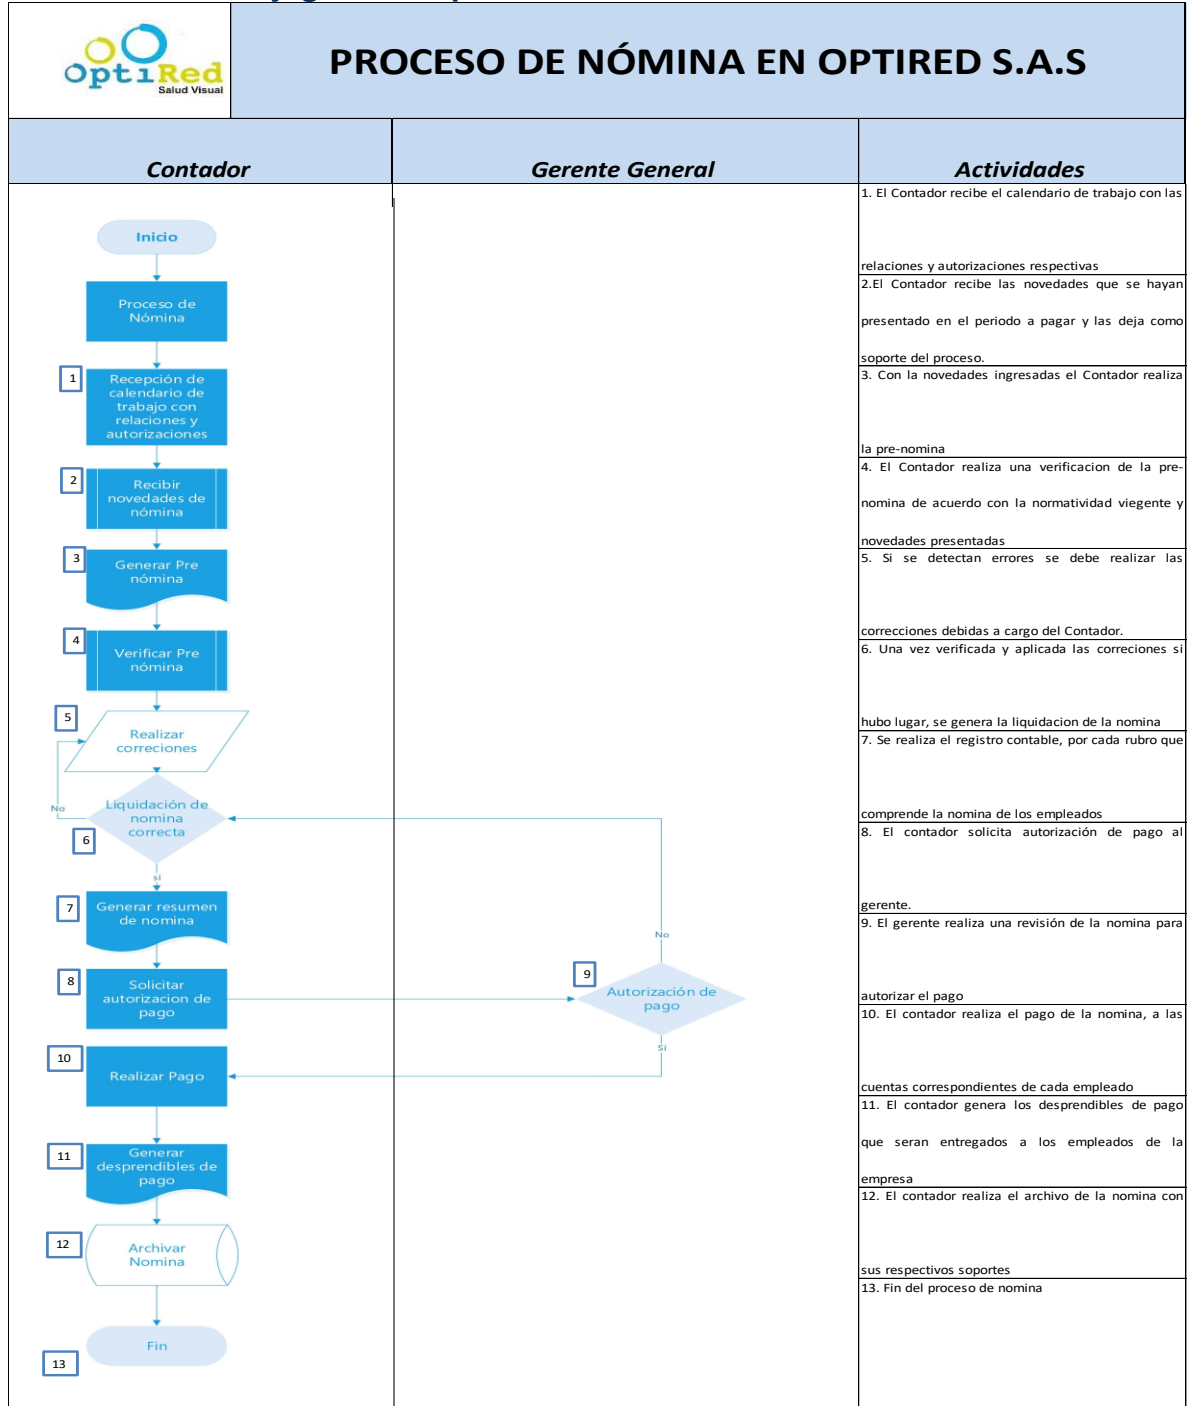 OptiRed
Salud Visual
PROCESO DE NÓMINA EN OPTIRED S.A.S
Contador
Gerente General
Actividades
Inicio
Proceso de
Nómina
1
Recepción de
calendario de
trabajo con
relaciones y
autorizaciones
2
Recibir
novedades de
nómina
3
Generar Pre
nómina
4
Verificar Pre
nómina
5
Realizar
correciones
No
Liquidación de
nomina
correcta
6
si
7
Generar resumen
de nomina
8
Solicitar
autorizacion de
pago
No
9
Autorización de
pago
Si
10
Realizar Pago
11
Generar
desprendibles de
pago
12
Archivar
Nomina
Fin
13
1. El Contador recibe el calendario de trabajo con las
relaciones y autorizaciones respectivas
2.El Contador recibe las novedades que se hayan
presentado en el periodo a pagar y las deja como
soporte del proceso.
3. Con la novedades ingresadas el Contador realiza
la pre-nomina
4. El Contador realiza una verificacion de la pre-
nomina de acuerdo con la normatividad viegente y
novedades presentadas
5. Si se detectan errores se debe realizar las
correcciones debidas a cargo del Contador.
6. Una vez verificada y aplicada las correciones si
hubo lugar, se genera la liquidacion de la nomina
7. Se realiza el registro contable, por cada rubro que
comprende la nomina de los empleados
8. El contador solicita autorización de pago al
gerente.
9. El gerente realiza una revisión de la nomina para
autorizar el pago
10. El contador realiza el pago de la nomina, a las
cuentas correspondientes de cada empleado
11. El contador genera los desprendibles de pago
que seran entregados a los empleados de la
empresa
12. El contador realiza el archivo de la nomina con
sus respectivos soportes
13. Fin del proceso de nomina